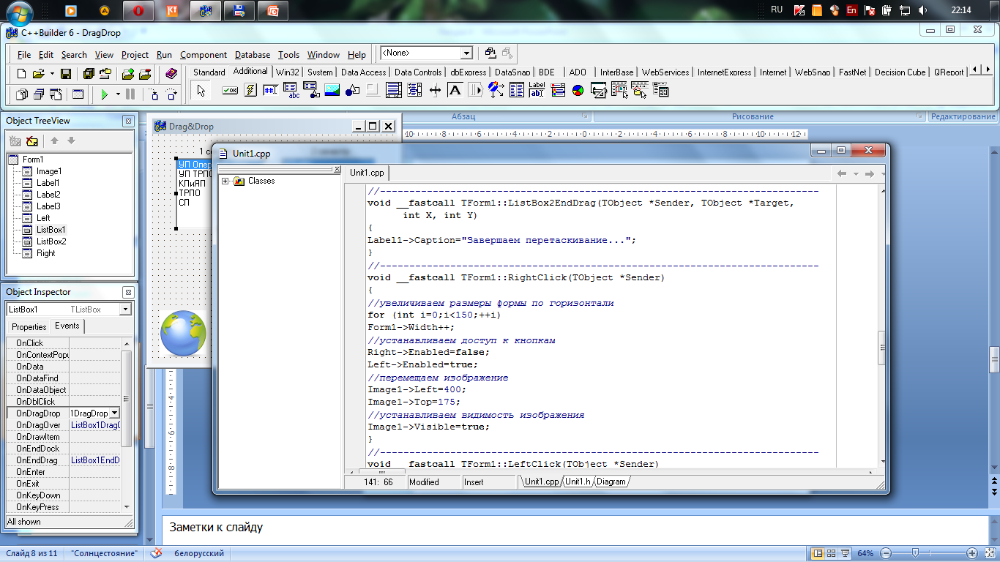 RU
En
22:14
C++Builder 6 - DragDrop
File Edit Search View Project Run Component Database Tools Window Help
<None>
Standard Additional Win32 System Data Access Data Controls dbExpress DataSnap BDE ADO InterBase WebServices InternetExpress Internet WebSnap FastNet Decision Cube QReport
Абзац
Рисование
Редактирование
Object TreeView
Form1
Image1
Label1
Label2
Label3
Left
ListBox1
ListBox2
Right
Drag&Drop
УП ТРПО
КПиЯП
ТРПО
СП
Object Inspector
ListBox1 TListBox
Properties Events
OnClick
OnContextPopu
OnData
OnDataFind
OnDataObject
OnDblClick
OnDragDrop 1DragDrop
OnDragOver ListBox1DragO
OnDrawItem
OnEndDock
OnEndDrag ListBox1EndD
OnEnter
OnExit
OnKeyDown
OnKeyPress
All shown
Unit1.cpp
Classes
Unit1.cpp
//---------------------------------------------------------------------------
void __fastcall TForm1::ListBox2EndDrag(TObject *Sender, TObject *Target,
int X, int Y)
{
Label1->Caption="Завершаем перетаскивание...";
}
//---------------------------------------------------------------------------
void __fastcall TForm1::RightClick(TObject *Sender)
{
//увеличиваем размеры формы по горизонтали
for (int i=0;i<150;++i)
Form1->Width++;
//устанавливаем доступ к кнопкам
Right->Enabled=false;
Left->Enabled=true;
//перемещаем изображение
Image1->Left=400;
Image1->Top=175;
//устанавливаем видимость изображения
Image1->Visible=true;
}
//---------------------------------------------------------------------------
void __fastcall TForm1::LeftClick(TObject *Sender)
141: 66 Modified Insert Unit1.cpp Unit1.h Diagram
Заметки к слайду
Слайд 8 из 11 "Солнцестояние" белорусский 64%